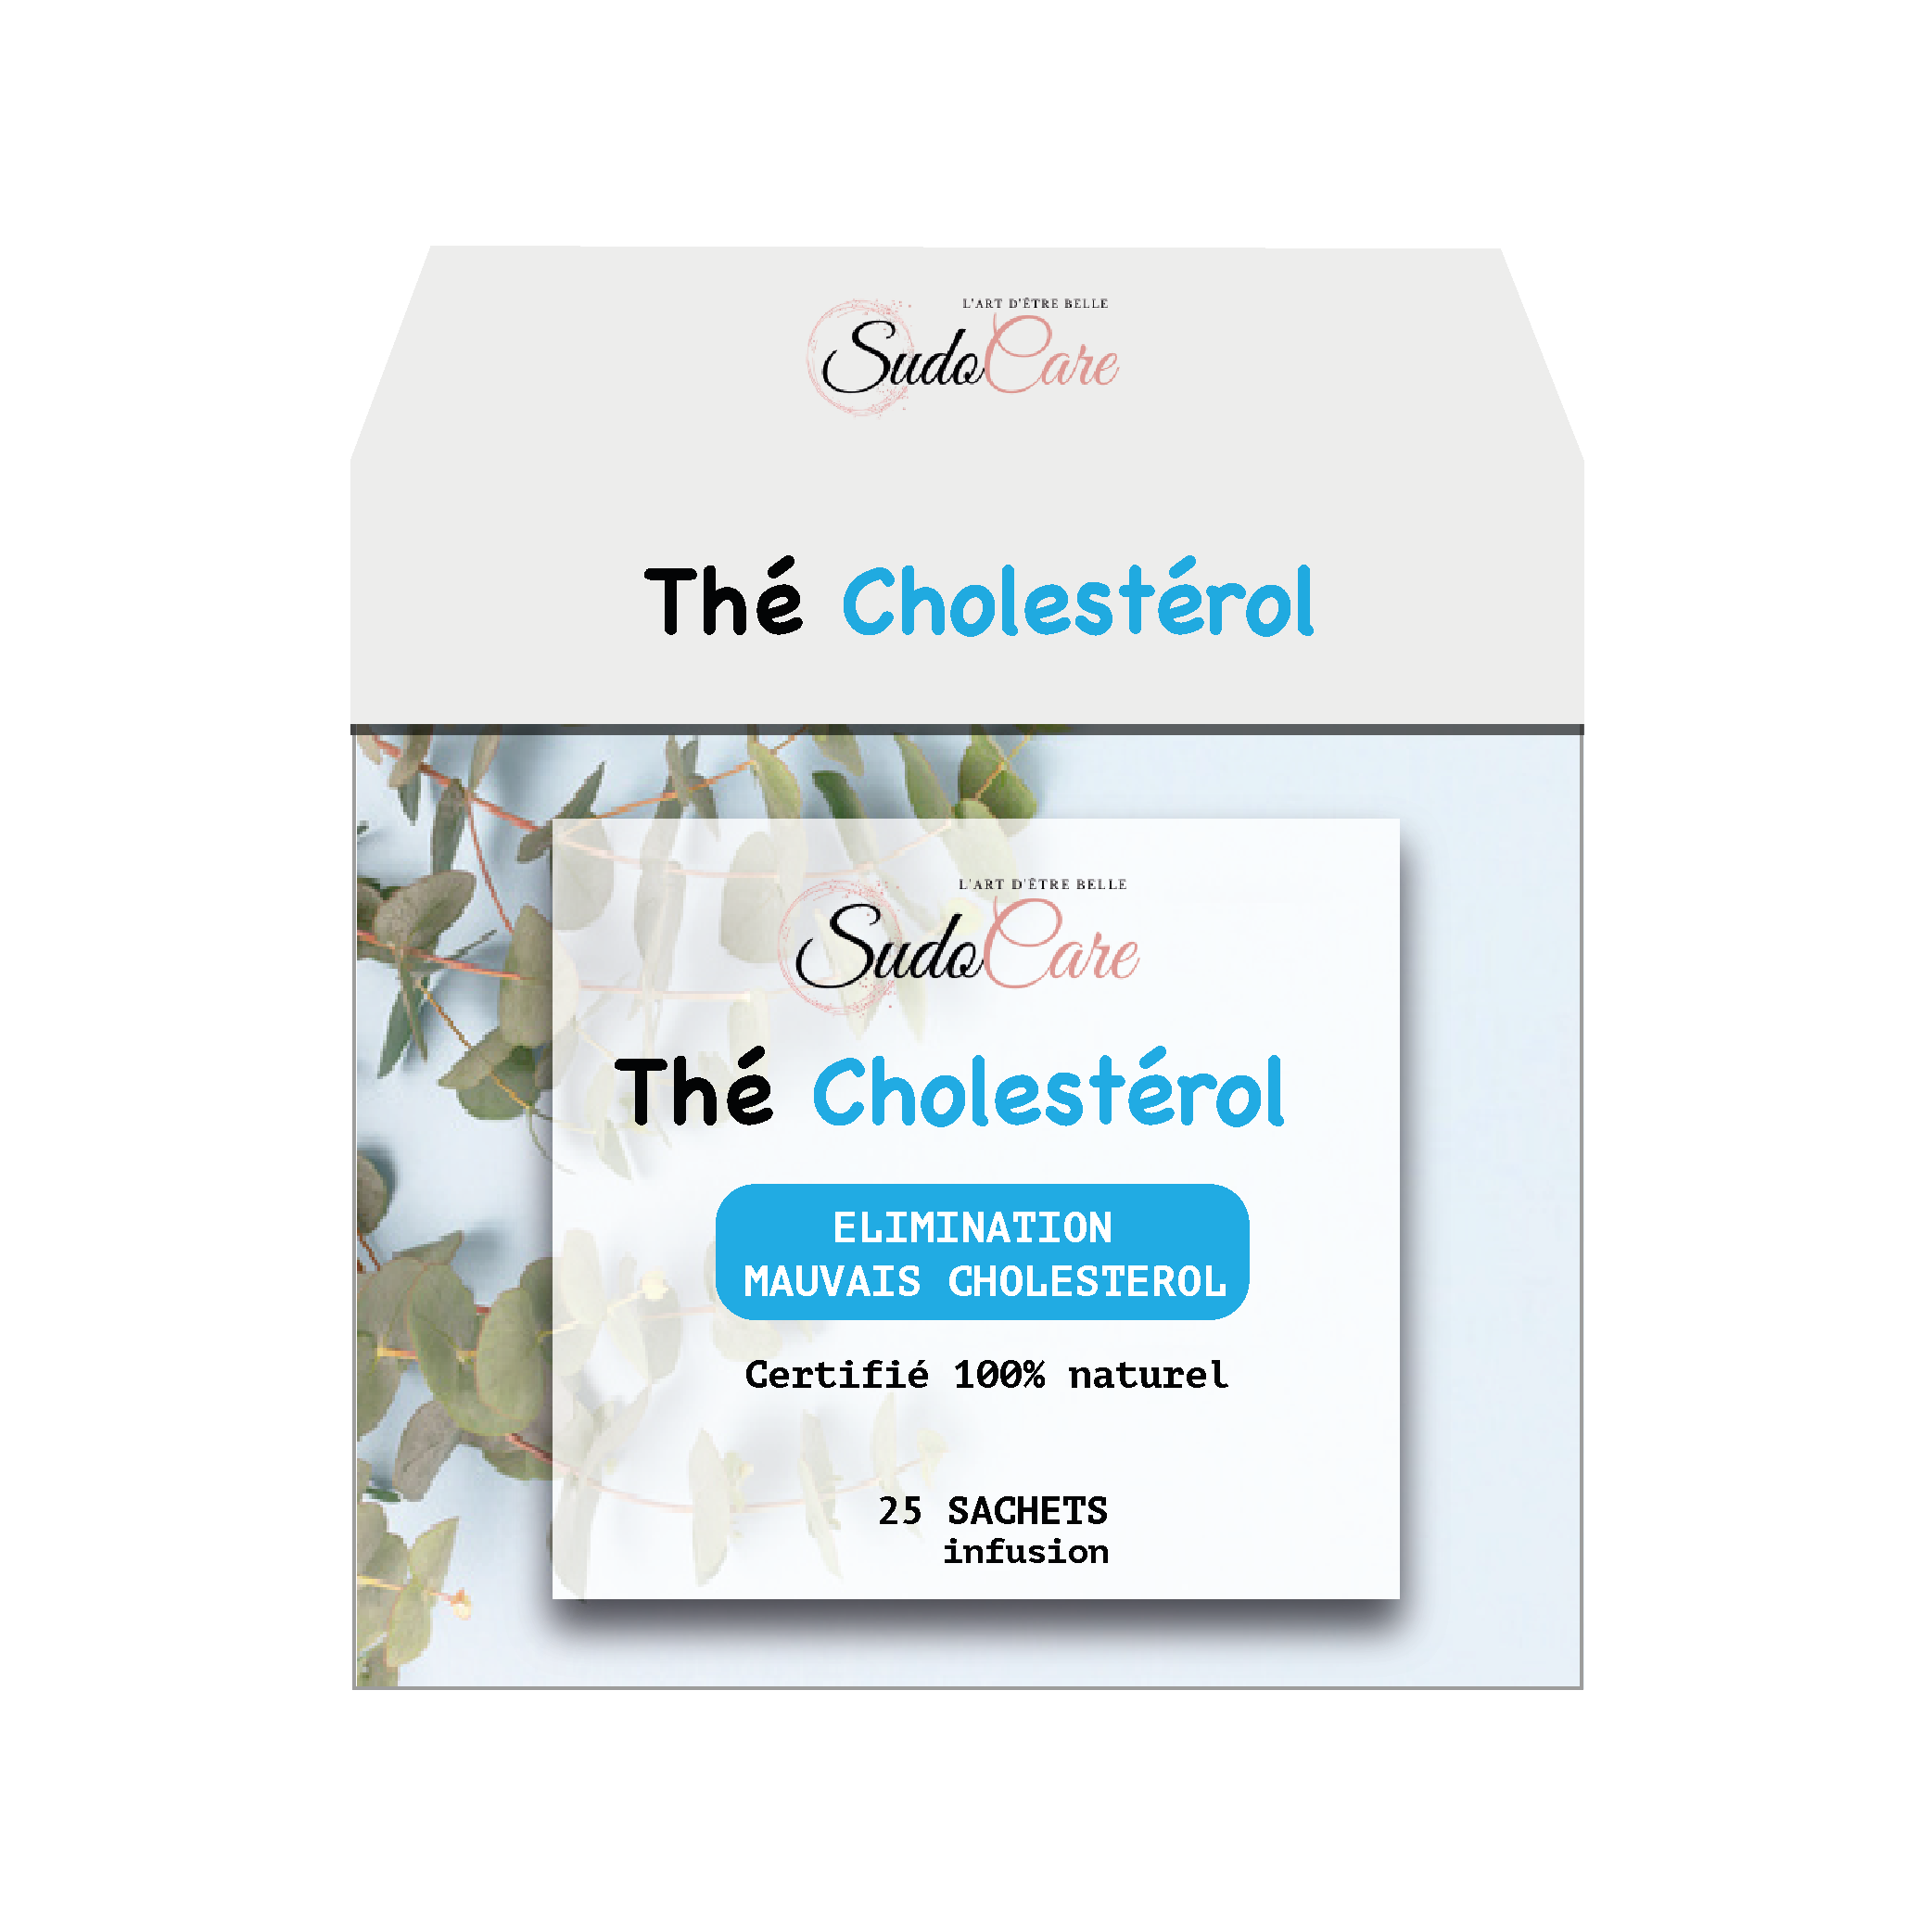 L'ART D'ÊTRE BELLE
SudoCare
Thé Cholestérol
L'ART D'ÊTRE BELLE
SudoCare
Thé Cholestérol
ELIMINATION
MAUVAIS CHOLESTEROL
Certifié 100% naturel
25 SACHETS
infusion